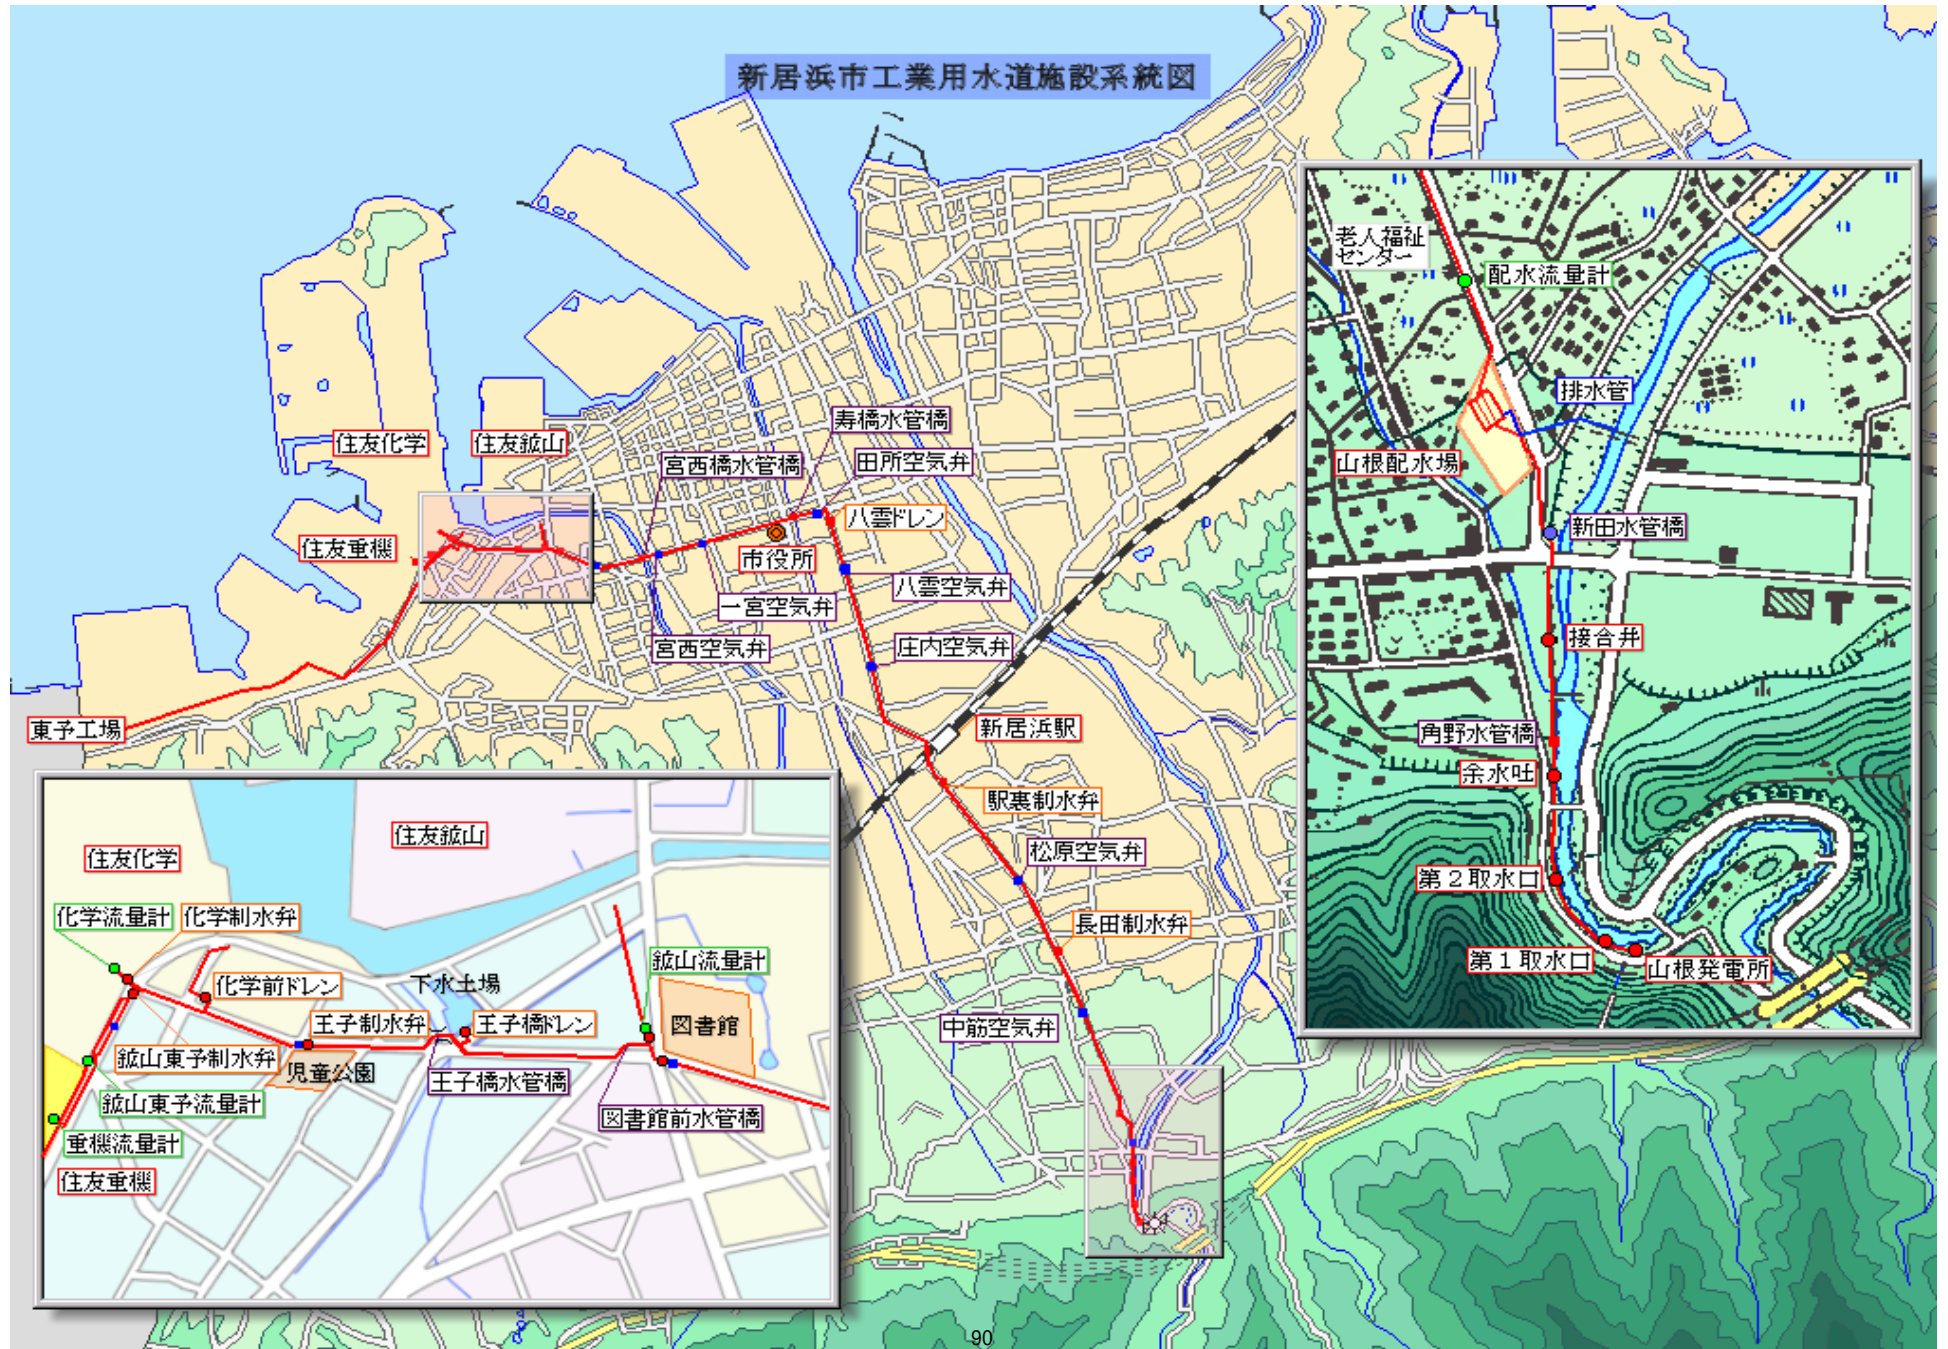 新居浜市工業用水道施設系統図
老人福祉
センター
配水流量計
排水管
山根配水場
新田水管橋
接合井
角野水管橋
余水吐
第2取水口
第1取水口
山根発電所
住友化学
住友鉱山
寿橋水管橋
宮西橋水管橋
田所空気弁
八雲ドレン
住友重機
市役所
八雲空気弁
一宮空気弁
宮西空気弁
庄内空気弁
東予工場
新居浜駅
駅裏制水弁
松原空気弁
長田制水弁
中筋空気弁
住友鉱山
住友化学
化学流量計
化学制水弁
鉱山流量計
化学前ドレン
下水土場
王子制水弁
王子橋ドレン
図書館
鉱山東予制水弁
児童公園
王子橋水管橋
鉱山東予流量計
図書館前水管橋
重機流量計
住友重機
90